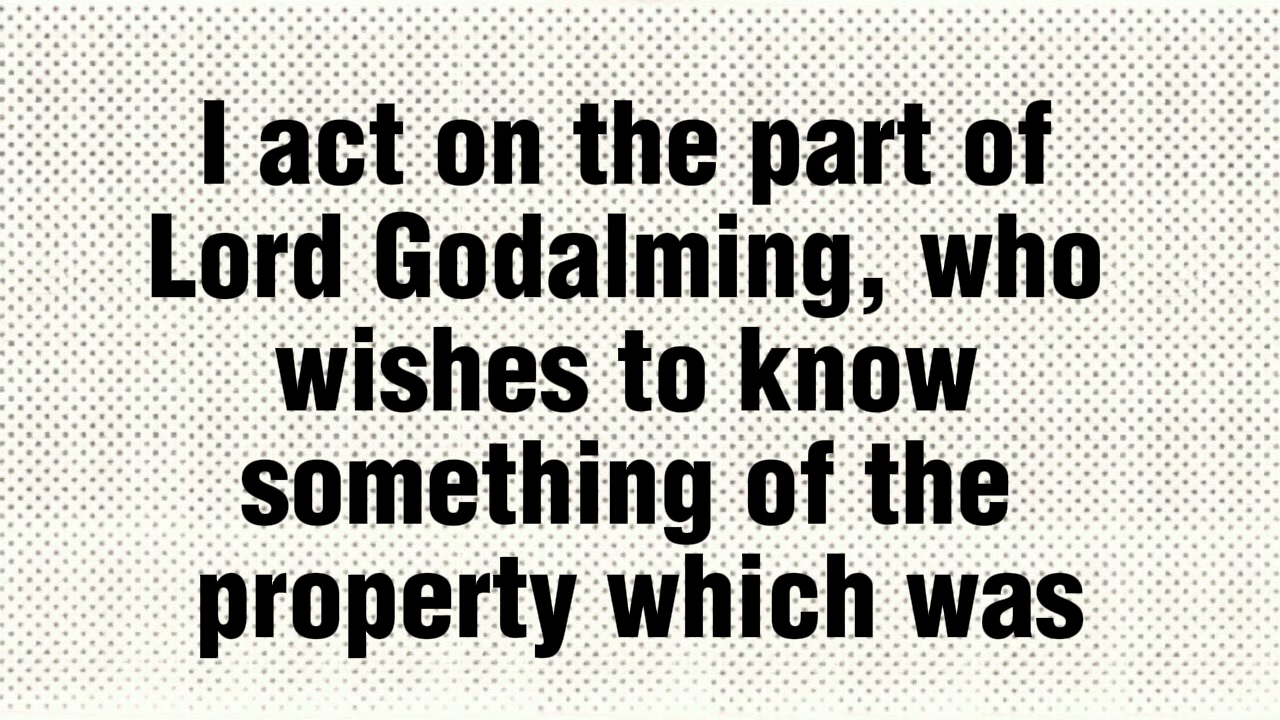 I act on the part of
Lord Godalming, who
wishes to know
something of the
property which was